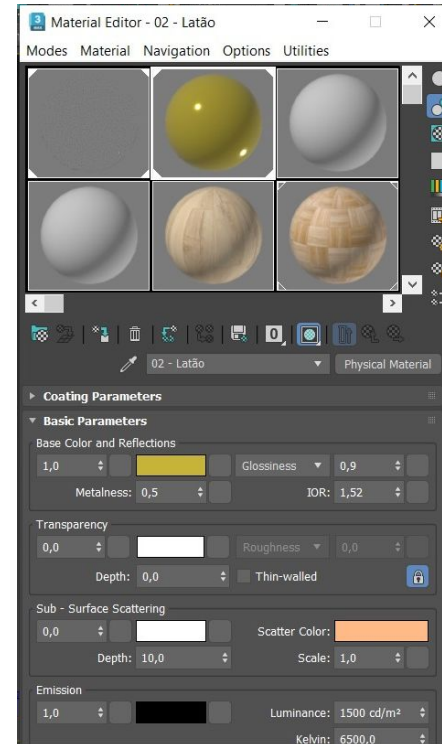 3
Material Editor - 02 - Latão
Modes Material Navigation Options Utilities
0
02 - Latão Physical Material
Coating Parameters
Basic Parameters
Base Color and Reflections
1,0 Glossiness 0,9
Metalness: 0,5 IOR: 1,52
Transparency
0,0 Roughness 0,0
Depth: 0,0 Thin-walled
Sub - Surface Scattering
0,0 Scatter Color:
Depth: 10,0 Scale: 1,0
Emission
1,0 Luminance: 1500 cd/m²
Kelvin: 6500,0